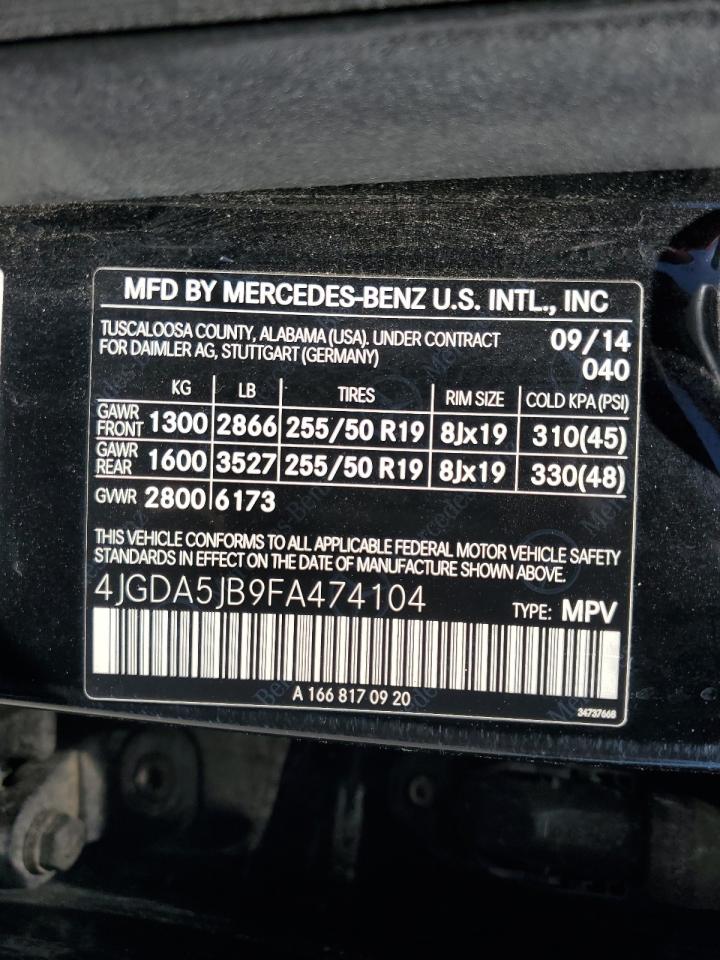 MFD BY MERCEDES-BENZ U.S. INTL., INC
TUSCALOOSA COUNTY, ALABAMA (USA). UNDER CONTRACT
FOR DAIMLER AG, STUTTGART (GERMANY)
09/14
040
KG LB TIRES RIM SIZE COLD KPA (PSI)
GAWR FRONT 1300 2866 255/50 R19 8Jx19 310(45)
GAWR REAR 1600 3527 255/50 R19 8Jx19 330(48)
GVWR 2800 6173
THIS VEHICLE CONFORMS TO ALL APPLICABLE FEDERAL MOTOR VEHICLE SAFETY
STANDARDS IN EFFECT ON THE DATE OF MANUFACTURE SHOWN ABOVE.
4JGDA5JB9FA474104 TYPE: MPV
A 166 817 09 20
34737668